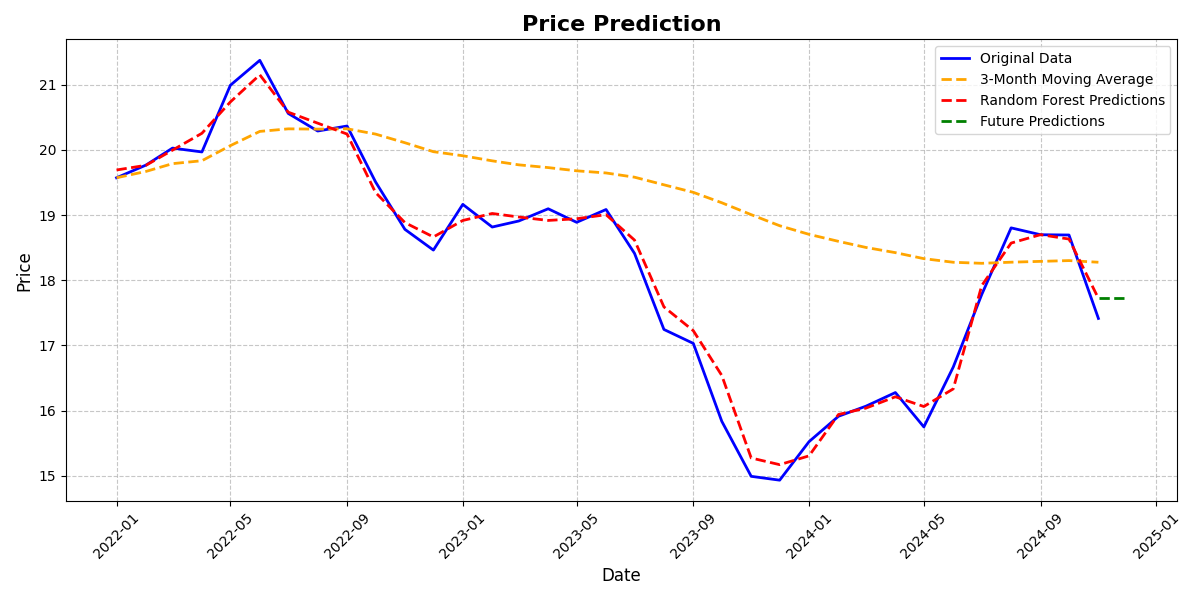 Price Prediction
Original Data
3-Month Moving Average
Random Forest Predictions
Future Predictions
Price
21
20
19
18
17
16
15
2022-01
2022-05
2022-09
2023-01
2023-05
2023-09
2024-01
2024-05
2024-09
2025-01
Date